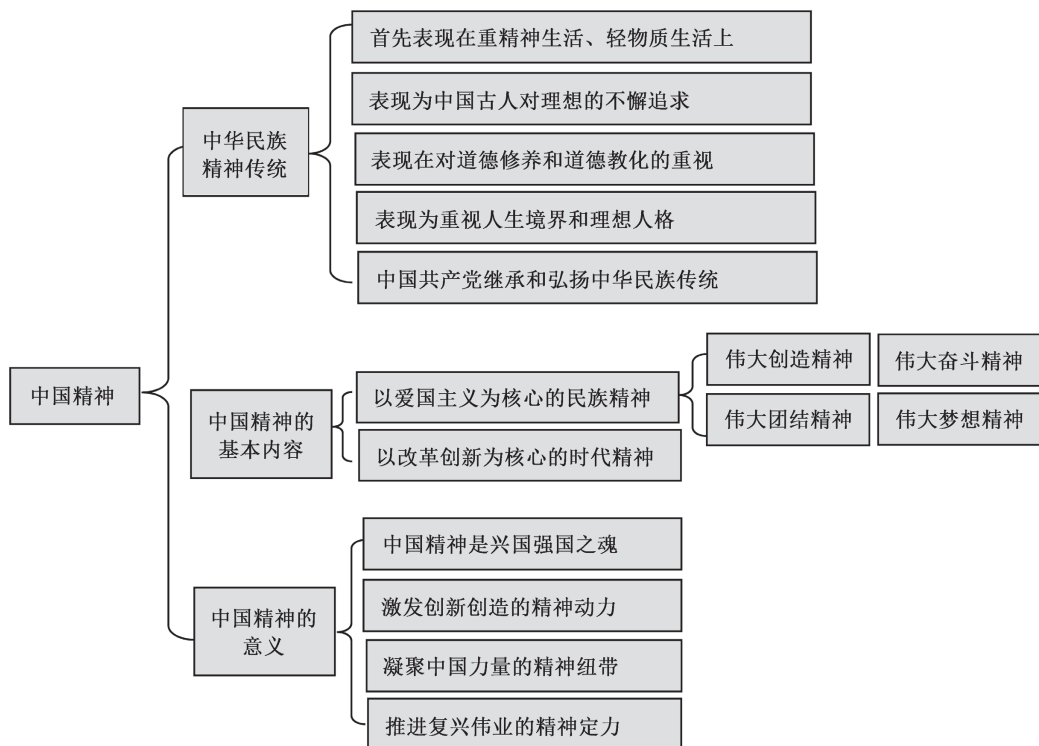 中国精神
中华民族
精神传统
首先表现在重精神生活、轻物质生活上
表现为中国古人对理想的不懈追求
表现在对道德修养和道德教化的重视
表现为重视人生境界和理想人格
中国共产党继承和弘扬中华民族传统
中国精神的
基本内容
以爱国主义为核心的民族精神
伟大创造精神
伟大奋斗精神
伟大团结精神
伟大梦想精神
以改革创新为核心的时代精神
中国精神的
意义
中国精神是兴国强国之魂
激发创新创造的精神动力
凝聚中国力量的精神纽带
推进复兴伟业的精神定力